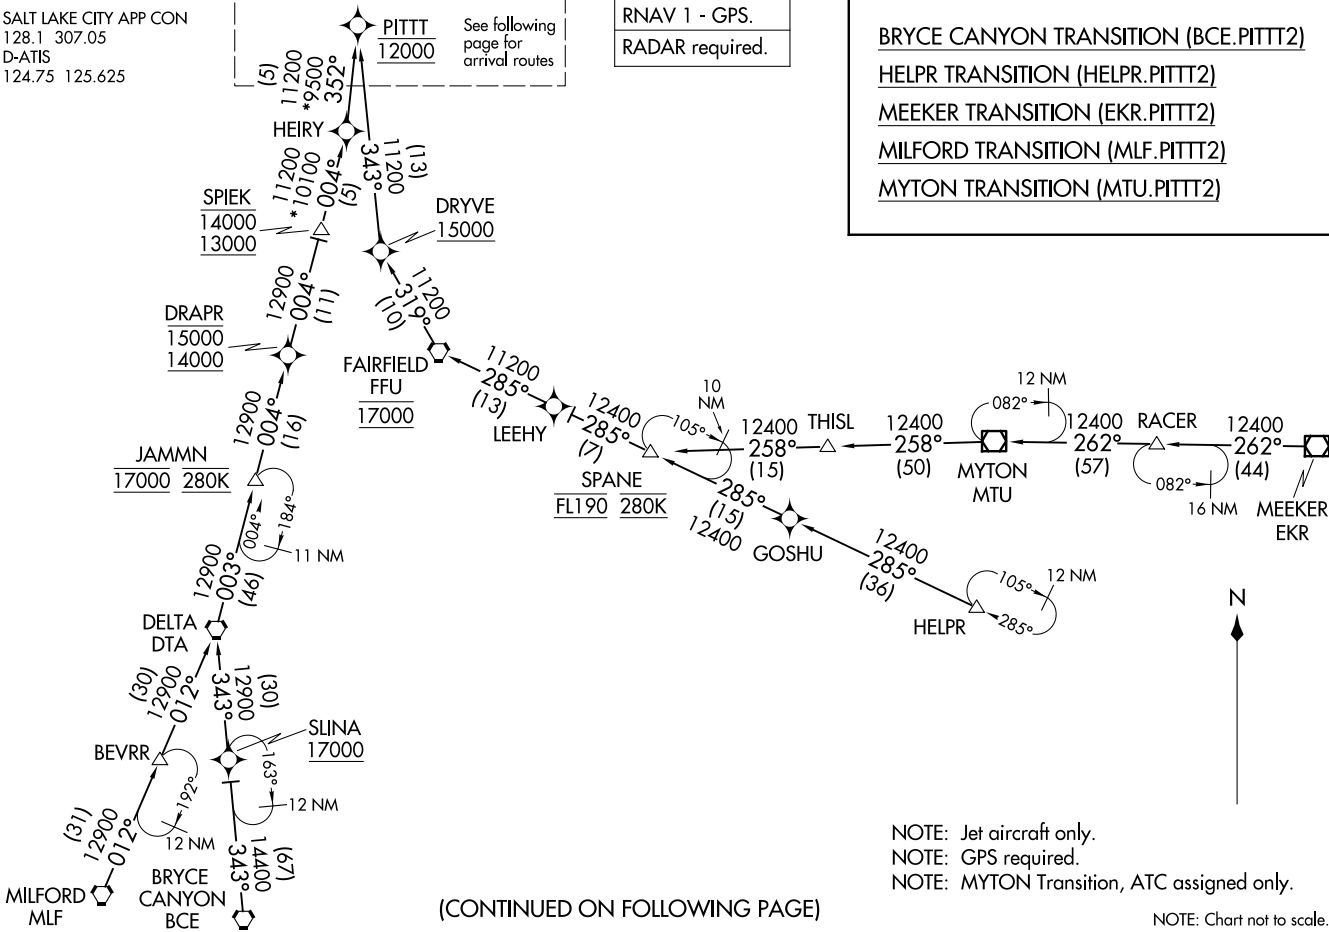 SALT LAKE CITY APP CON
128.1 307.05
D-ATIS
124.75 125.625
PITTT
12000
See following
page for
arrival routes
RNAV 1 - GPS.
RADAR required.
BRYCE CANYON TRANSITION (BCE.PITTT2)
HELPR TRANSITION (HELPR.PITTT2)
MEEKER TRANSITION (EKR.PITTT2)
MILFORD TRANSITION (MLF.PITTT2)
MYTON TRANSITION (MTU.PITTT2)
(5)
11200
*9500
352°
HEIRY
11200
*10100
004°
(5)
(13)
11200
343°
SPIEK
14000
13000
DRYVE
15000
12900
004°
(11)
11200
319°
(10)
DRAPR
15000
14000
FAIRFIELD
FFU
17000
11200
285°
(13)
LEEHY
12400
285°
(7)
10
NM
105°
THISL
12400
258°
(15)
12 NM
082°
12400
258°
(50)
MYTON
MTU
12400
262°
(57)
RACER
12400
262°
(44)
082°
16 NM
MEEKER
EKR
12900
004°
(16)
JAMMN
17000 280K
SPANE
FL190 280K
285°
(15)
12400
GOSHU
004°
184°
11 NM
12400
285°
(36)
105°
12 NM
285°
HELPR
12900
003°
(46)
DELTA
DTA
N
(30)
12900
012°
(30)
12900
343°
BEVRR
SLINA
17000
192°
12 NM
163°
12 NM
(31)
12900
012°
(67)
14400
343°
MILFORD
MLF
BRYCE
CANYON
BCE
(CONTINUED ON FOLLOWING PAGE)
NOTE: Jet aircraft only.
NOTE: GPS required.
NOTE: MYTON Transition, ATC assigned only.
NOTE: Chart not to scale.